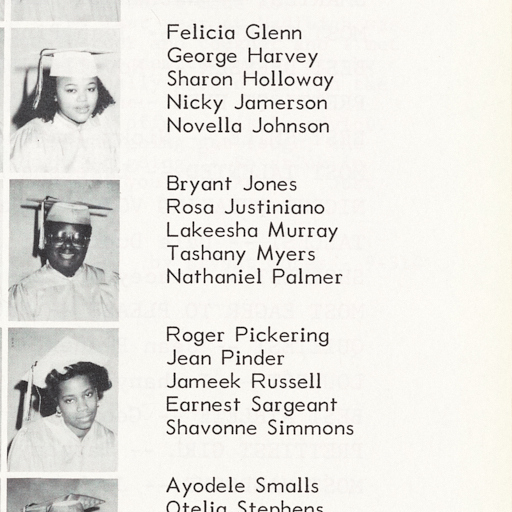 Felicia Glenn
George Harvey
Sharon Holloway
Nicky Jamerson
Novella Johnson
Bryant Jones
Rosa Justiniano
Lakeesha Murray
Tashany Myers
Nathaniel Palmer
Roger Pickering
Jean Pinder
Jameek Russell
Earnest Sargeant
Shavonne Simmons
Ayodele Smalls
Otelia Stephens